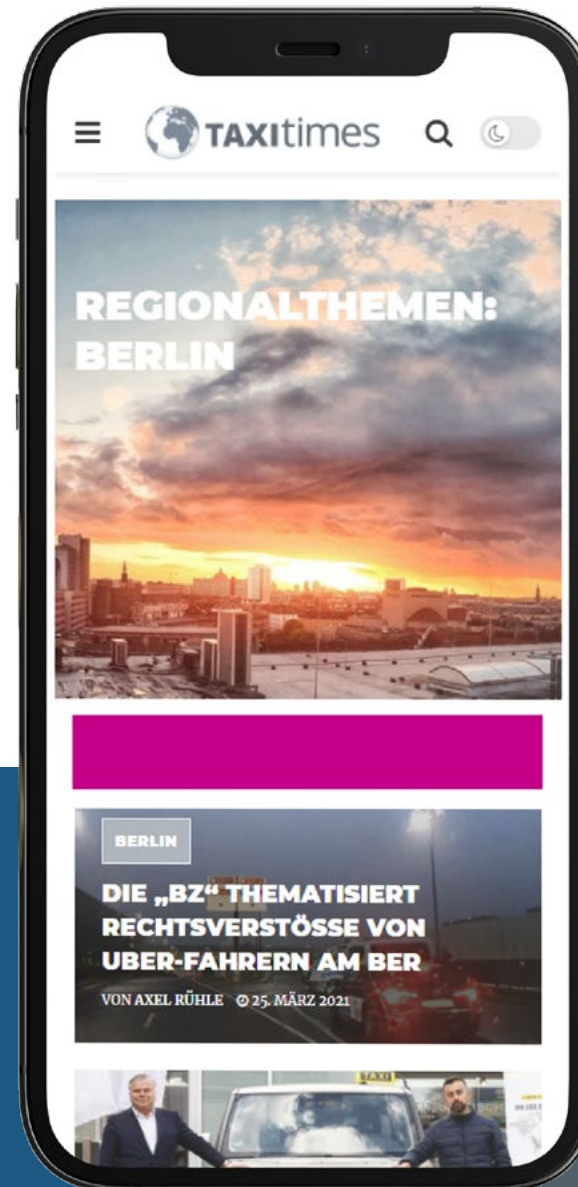 TAXItimes
REGIONALTHEMEN:
BERLIN
BERLIN
DIE „BZ“ THEMATISIERT
RECHTSVERSTÖSSE VON
UBER-FAHRERN AM BER
VON AXEL RÜHLE 25. MÄRZ 2021
TAXI